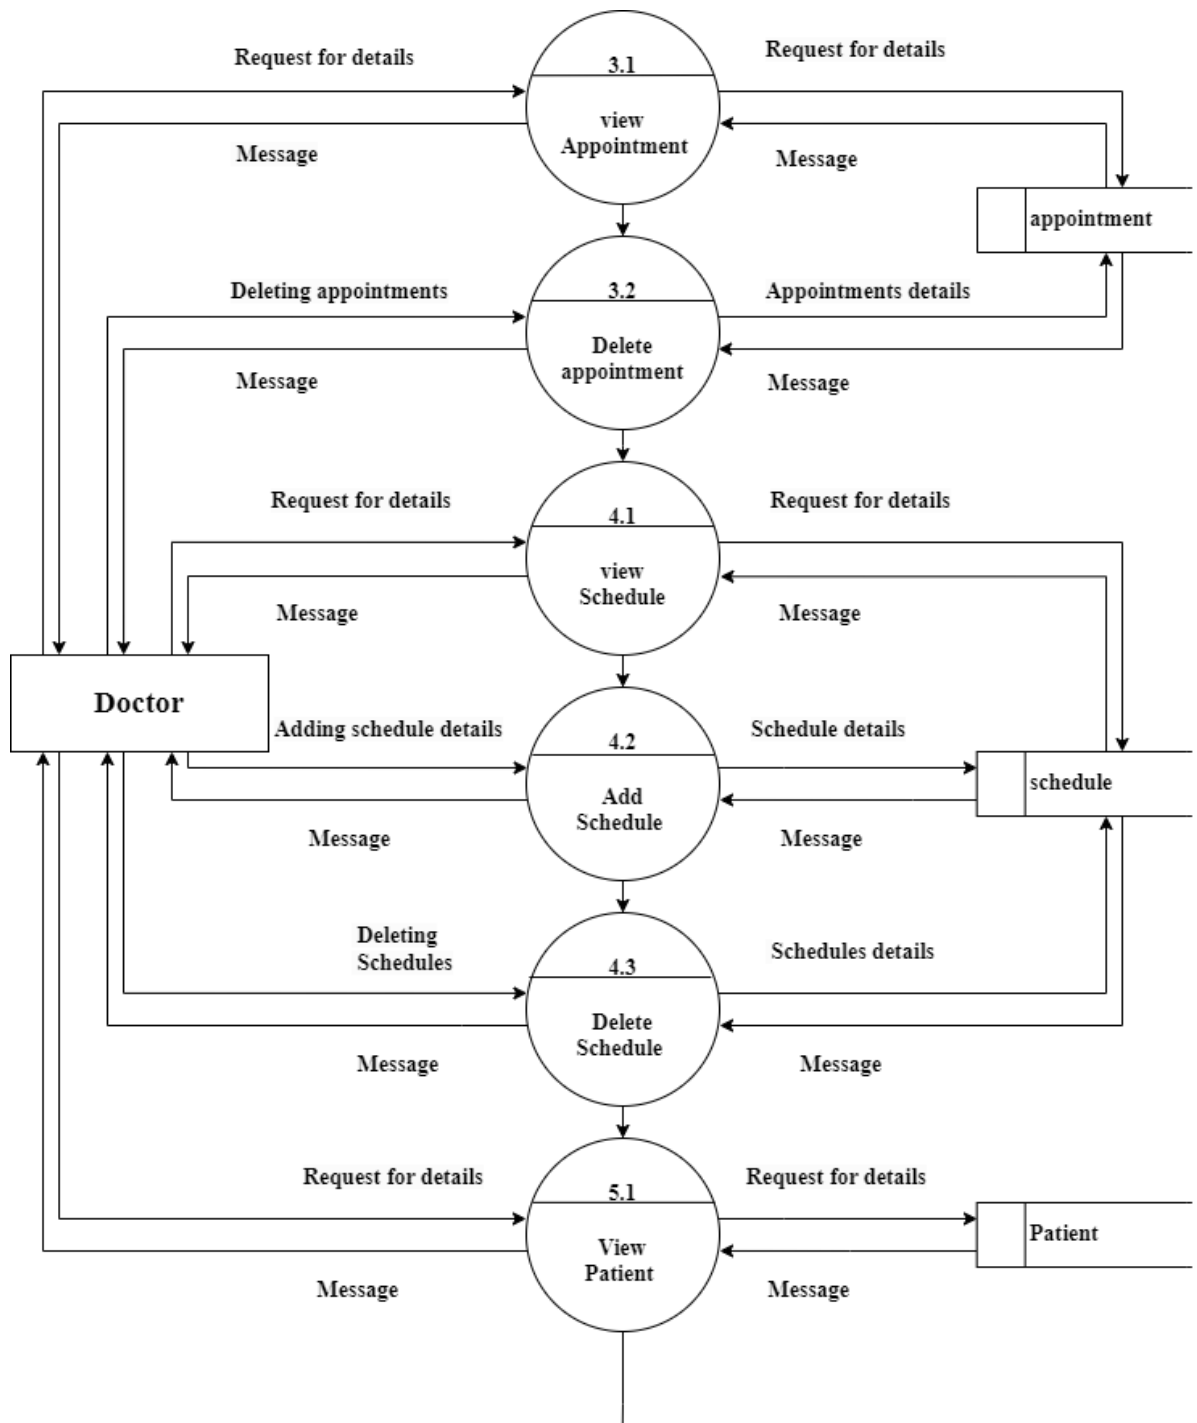 Request for details
Request for details
3.1
view
Appointment
Message
Message
appointment
Deleting appointments
3.2
Appointments details
Delete
appointment
Message
Message
Request for details
Request for details
4.1
view
Schedule
Message
Message
Doctor
Adding schedule details
Schedule details
4.2
schedule
Add
Schedule
Message
Message
Deleting
Schedules
Schedules details
4.3
Delete
Schedule
Message
Message
Request for details
Request for details
5.1
Patient
View
Patient
Message
Message